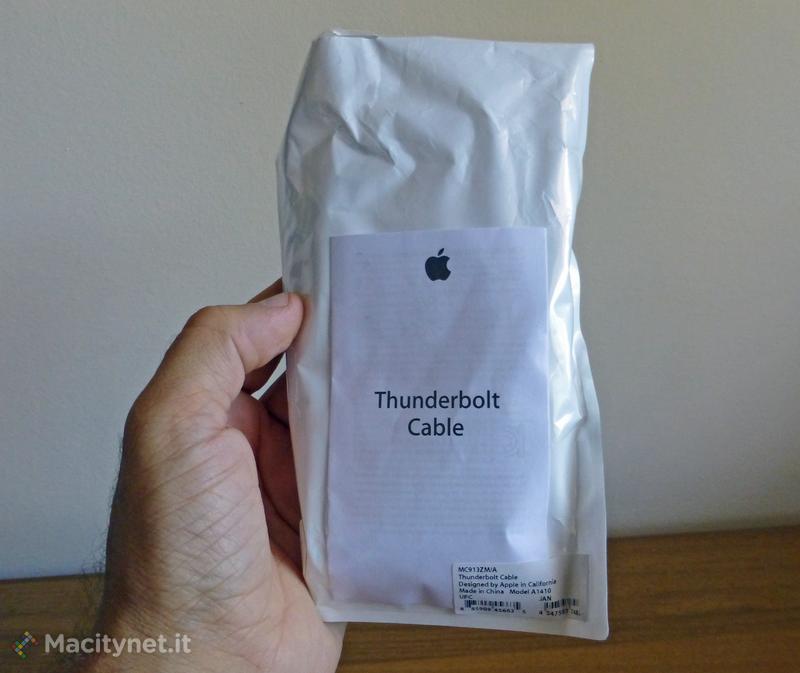 Thunderbolt
Cable
MC913ZM/A
Thunderbolt Cable
Designed by Apple in California
Made in China Model A1410
UPC JAN
Macitynet.it